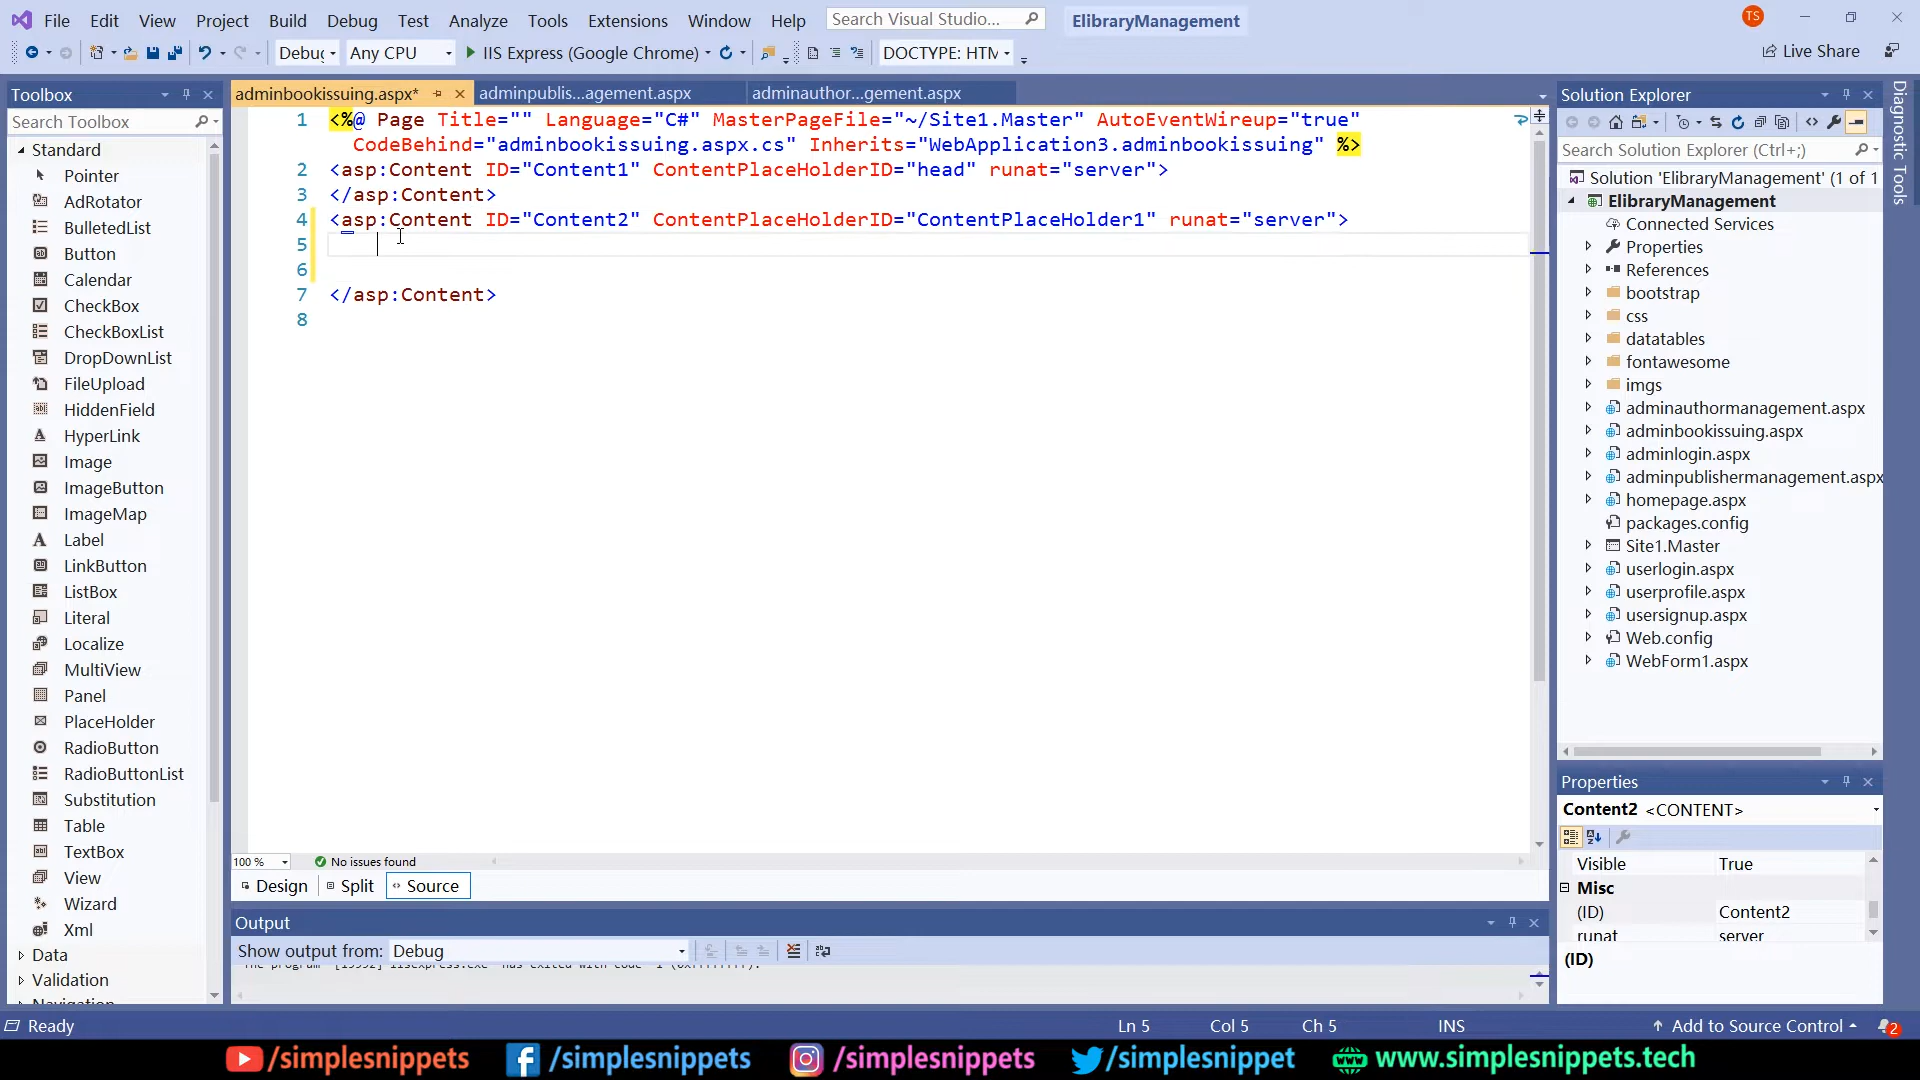 File Edit View Project Build Debug Test Analyze Tools Extensions Window Help Search Visual Studio... ElibraryManagement TS
Debug Any CPU IIS Express (Google Chrome) DOCTYPE: HTM Live Share
Toolbox
Search Toolbox
Standard
Pointer
AdRotator
BulletedList
Button
Calendar
CheckBox
CheckBoxList
DropDownList
FileUpload
HiddenField
HyperLink
Image
ImageButton
ImageMap
Label
LinkButton
ListBox
Literal
Localize
MultiView
Panel
PlaceHolder
RadioButton
RadioButtonList
Substitution
Table
TextBox
View
Wizard
Xml
Data
Validation
adminbookissuing.aspx* adminpublis...agement.aspx adminauthor...gement.aspx
1 <%@ Page Title="" Language="C#" MasterPageFile="~/Site1.Master" AutoEventWireup="true"
CodeBehind="adminbookissuing.aspx.cs" Inherits="WebApplication3.adminbookissuing" %>
2 <asp:Content ID="Content1" ContentPlaceHolderID="head" runat="server">
3 </asp:Content>
4 <asp:Content ID="Content2" ContentPlaceHolderID="ContentPlaceHolder1" runat="server">
5
6
7 </asp:Content>
8
100 % No issues found
Design Split Source
Output
Show output from: Debug
Solution Explorer
Search Solution Explorer (Ctrl+;)
Solution 'ElibraryManagement' (1 of 1
ElibraryManagement
Connected Services
Properties
References
bootstrap
css
datatables
fontawesome
imgs
adminauthormanagement.aspx
adminbookissuing.aspx
adminlogin.aspx
adminpublishermanagement.aspx
homepage.aspx
packages.config
Site1.Master
userlogin.aspx
userprofile.aspx
usersignup.aspx
Web.config
WebForm1.aspx
Properties
Content2 <CONTENT>
Visible True
Misc
(ID) Content2
runat server
(ID)
Diagnostic Tools
Ready Ln 5 Col 5 Ch 5 INS Add to Source Control 2
/simplesnippets /simplesnippets /simplesnippets /simplesnippets www.simplesnippets.tech